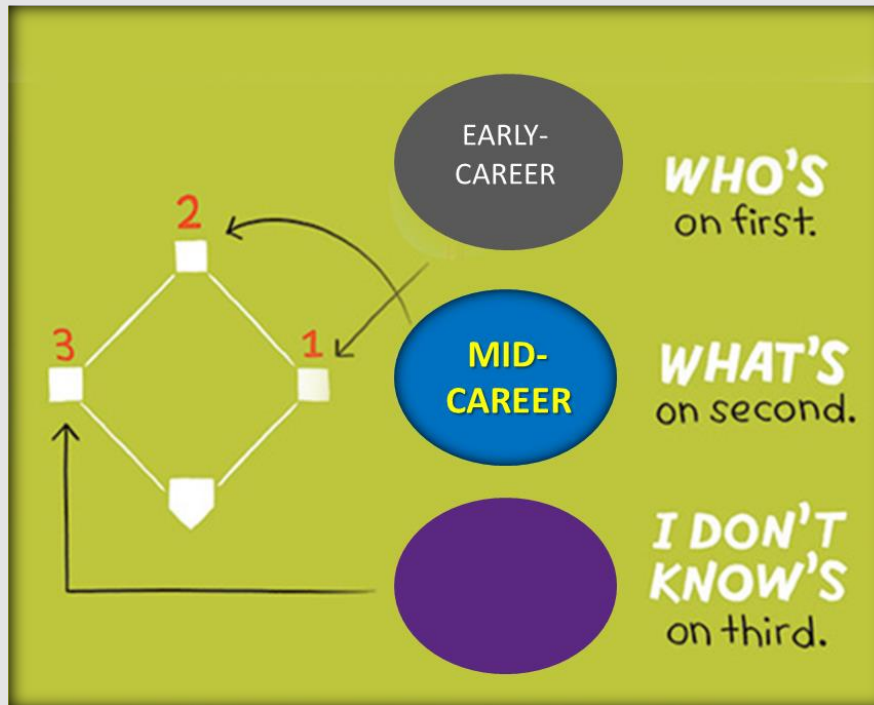 EARLY-
CAREER
WHO'S
on first.
2
3
1
MID-
CAREER
WHAT'S
on second.
I DON'T
KNOW'S
on third.